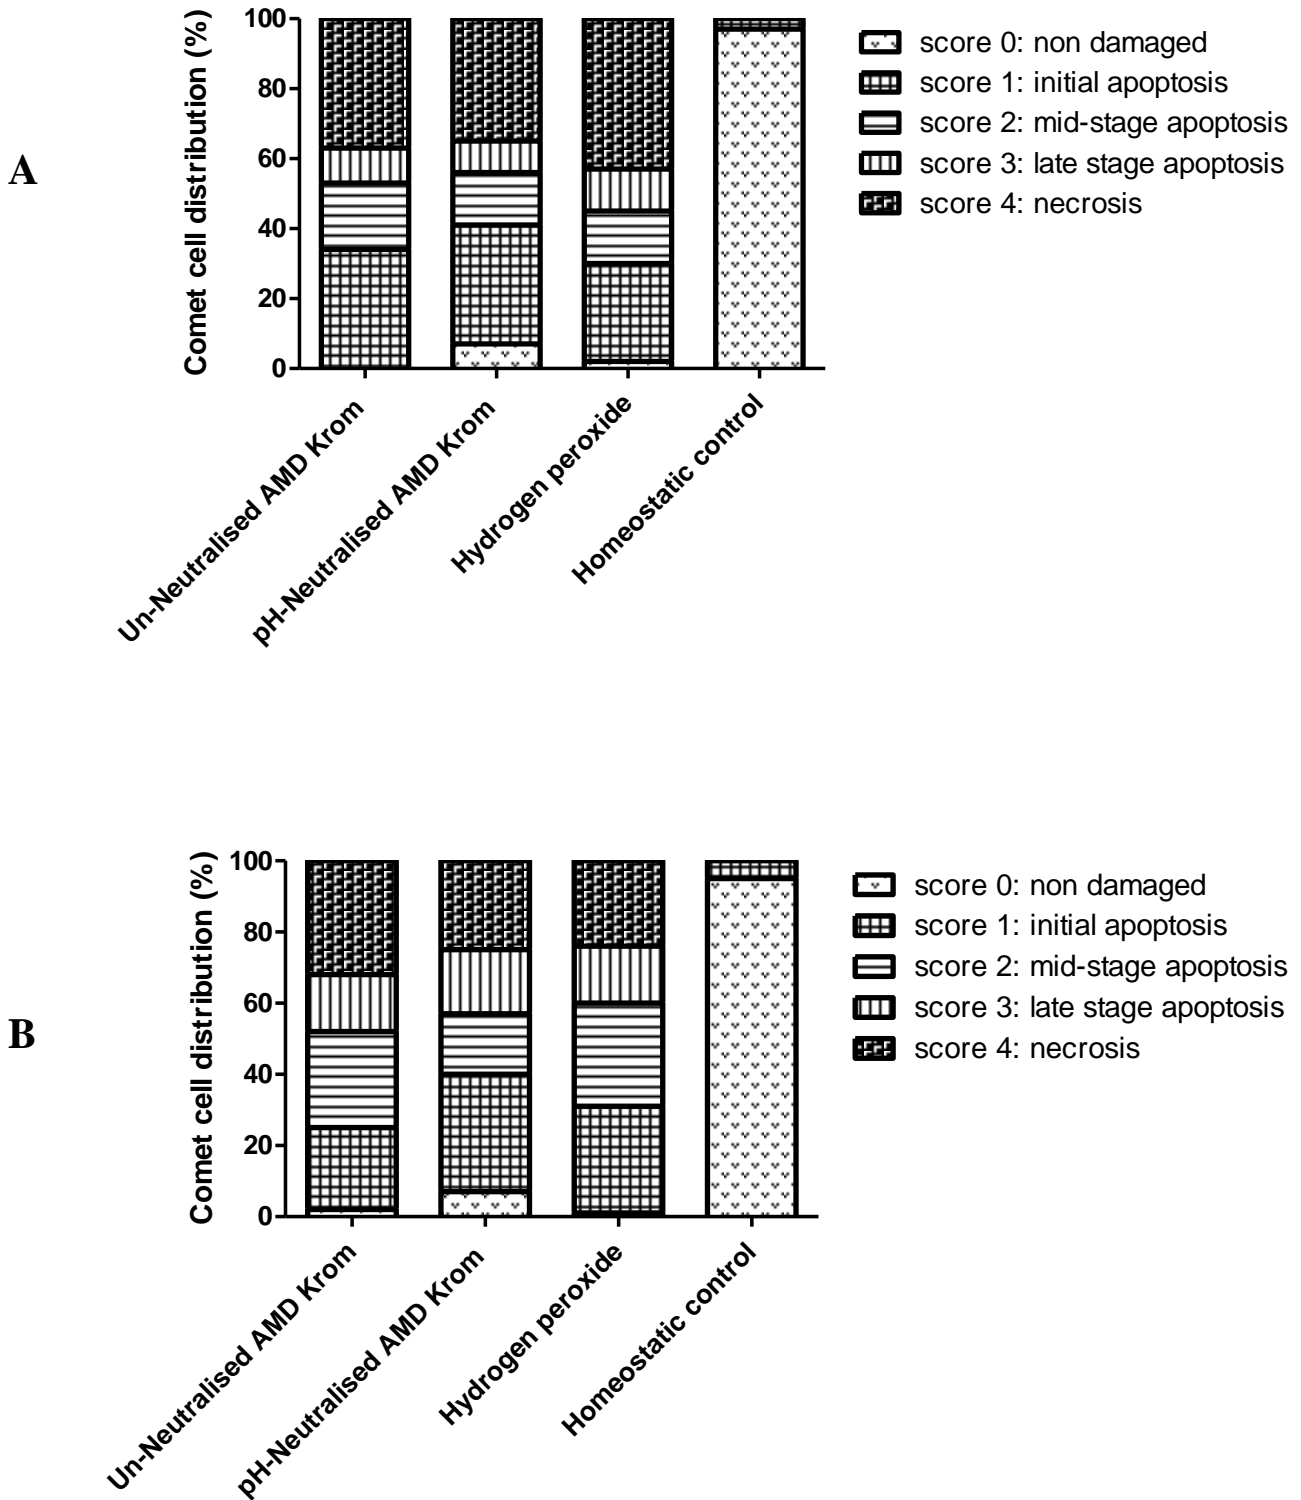 A
Comet cell distribution (%)
100
80
60
40
20
0
Un-Neutralised AMD Krom
pH-Neutralised AMD Krom
Hydrogen peroxide
Homeostatic control
score 0: non damaged
score 1: initial apoptosis
score 2: mid-stage apoptosis
score 3: late stage apoptosis
score 4: necrosis
B
Comet cell distribution (%)
100
80
60
40
20
0
Un-Neutralised AMD Krom
pH-Neutralised AMD Krom
Hydrogen peroxide
Homeostatic control
score 0: non damaged
score 1: initial apoptosis
score 2: mid-stage apoptosis
score 3: late stage apoptosis
score 4: necrosis